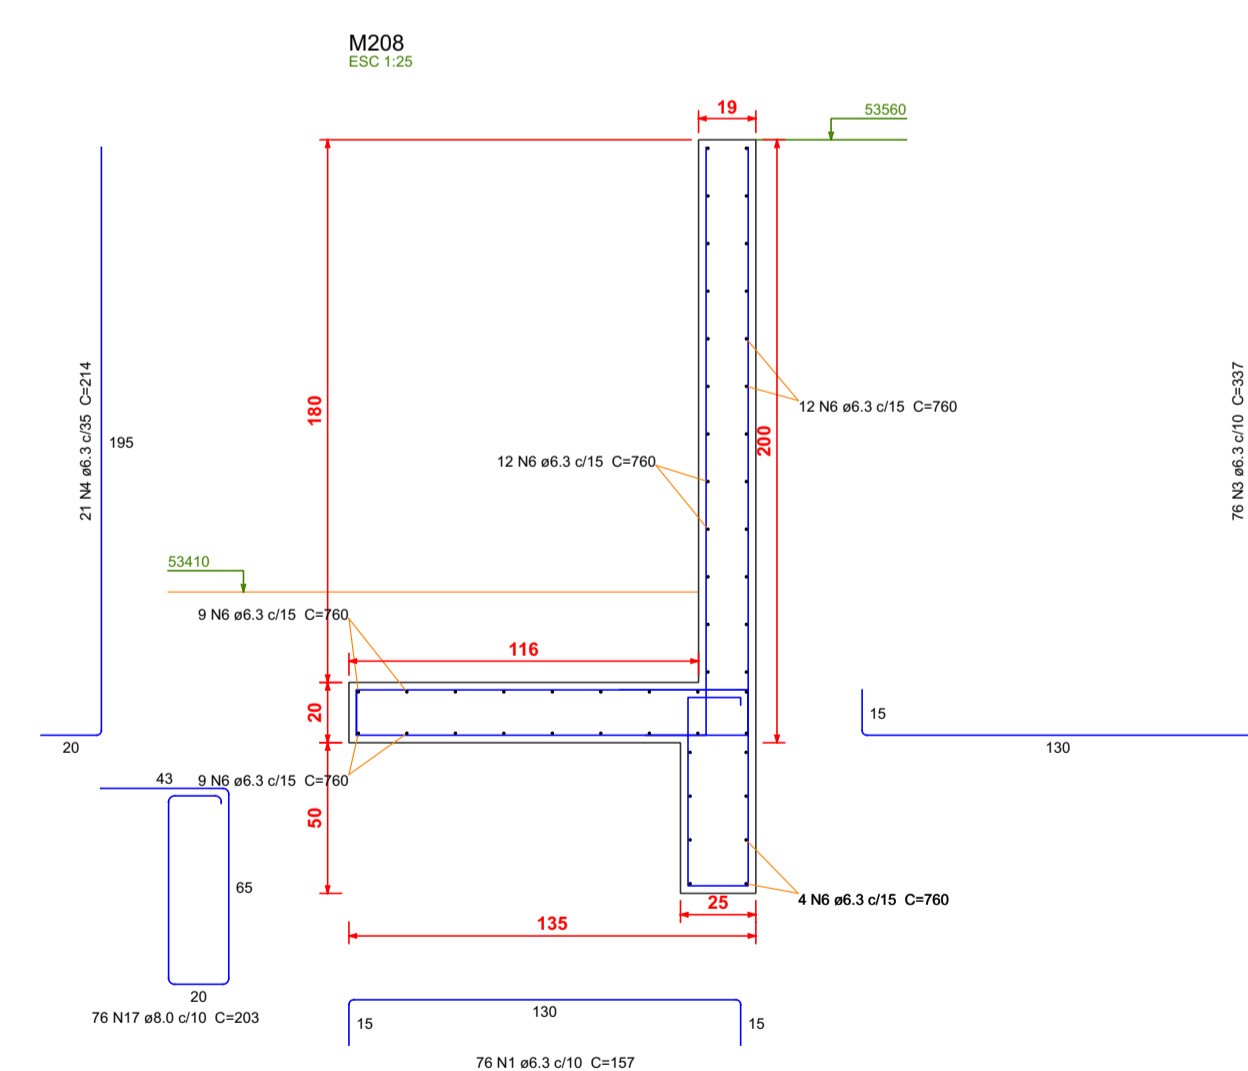 M208
ESC 1:25
19
53560
21 N4 ø6.3 c/35  C=214
195
20
180
200
12 N6 ø6.3 c/15  C=760
12 N6 ø6.3 c/15  C=760
76 N3 ø6.3 c/10  C=337
53410
9 N6 ø6.3 c/15  C=760
116
20
15
130
43
9 N6 ø6.3 c/15  C=760
50
65
20
76 N17 ø8.0 c/10  C=203
4 N6 ø6.3 c/15  C=760
25
135
15
130
15
76 N1 ø6.3 c/10  C=157